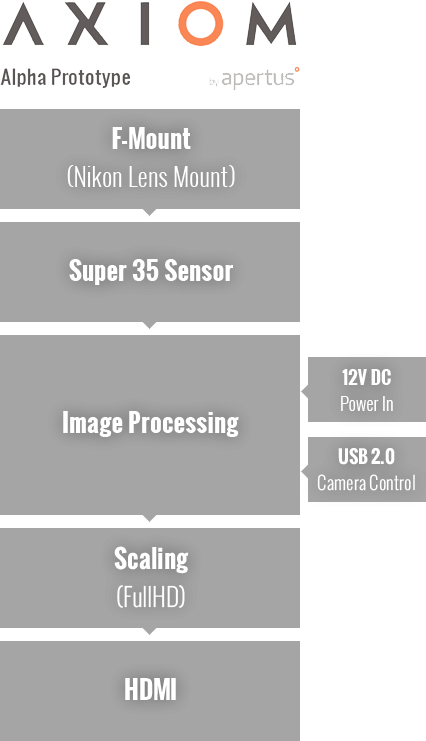 AXIOM
Alpha Prototype
apertus°
F-Mount
(Nikon Lens Mount)
Super 35 Sensor
Image Processing
12V DC
Power In
USB 2.0
Camera Control
Scaling
(FullHD)
HDMI